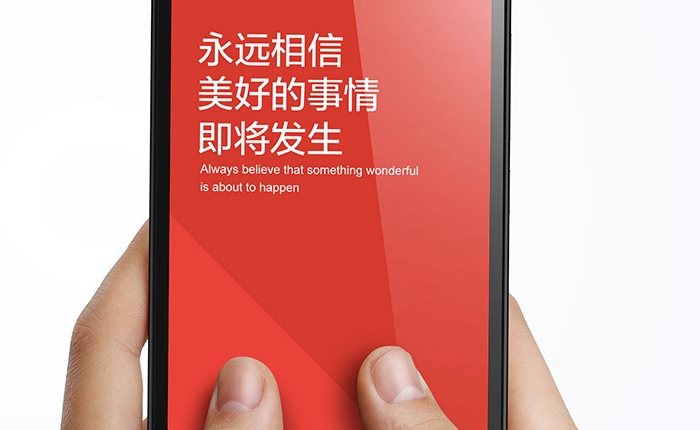 永远相信
美好的事情
即将发生
Always believe that something wonderful
is about to happen